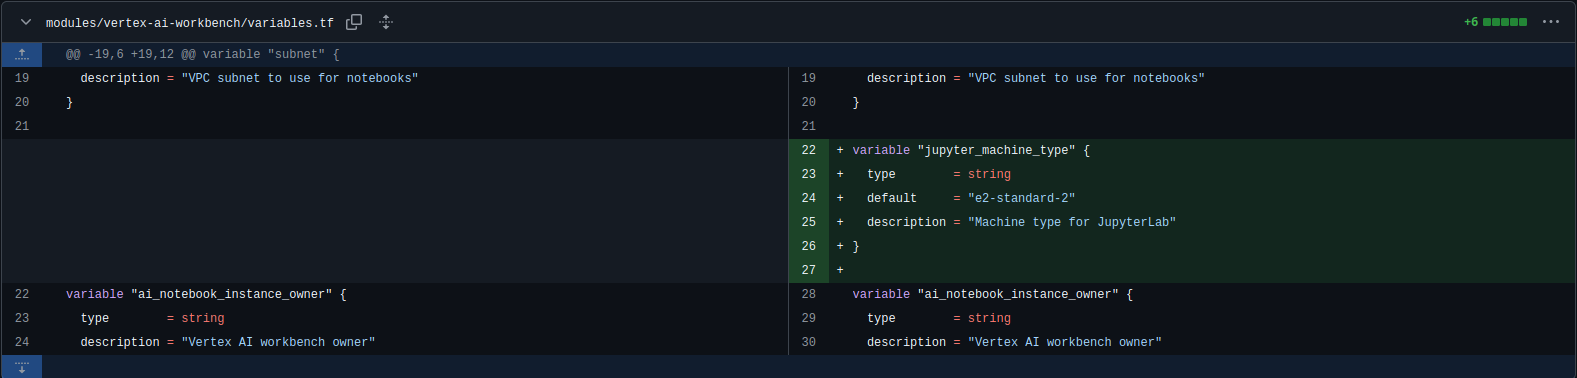 modules/vertex-ai-workbench/variables.tf +6
@@ -19,6 +19,12 @@ variable "subnet" {
19 description = "VPC subnet to use for notebooks" 19 description = "VPC subnet to use for notebooks"
20 } 20 }
21 21
22 + variable "jupyter_machine_type" {
23 + type = string
24 + default = "e2-standard-2"
25 + description = "Machine type for JupyterLab"
26 + }
27 +
22 variable "ai_notebook_instance_owner" { 28 variable "ai_notebook_instance_owner" {
23 type = string 29 type = string
24 description = "Vertex AI workbench owner" 30 description = "Vertex AI workbench owner"